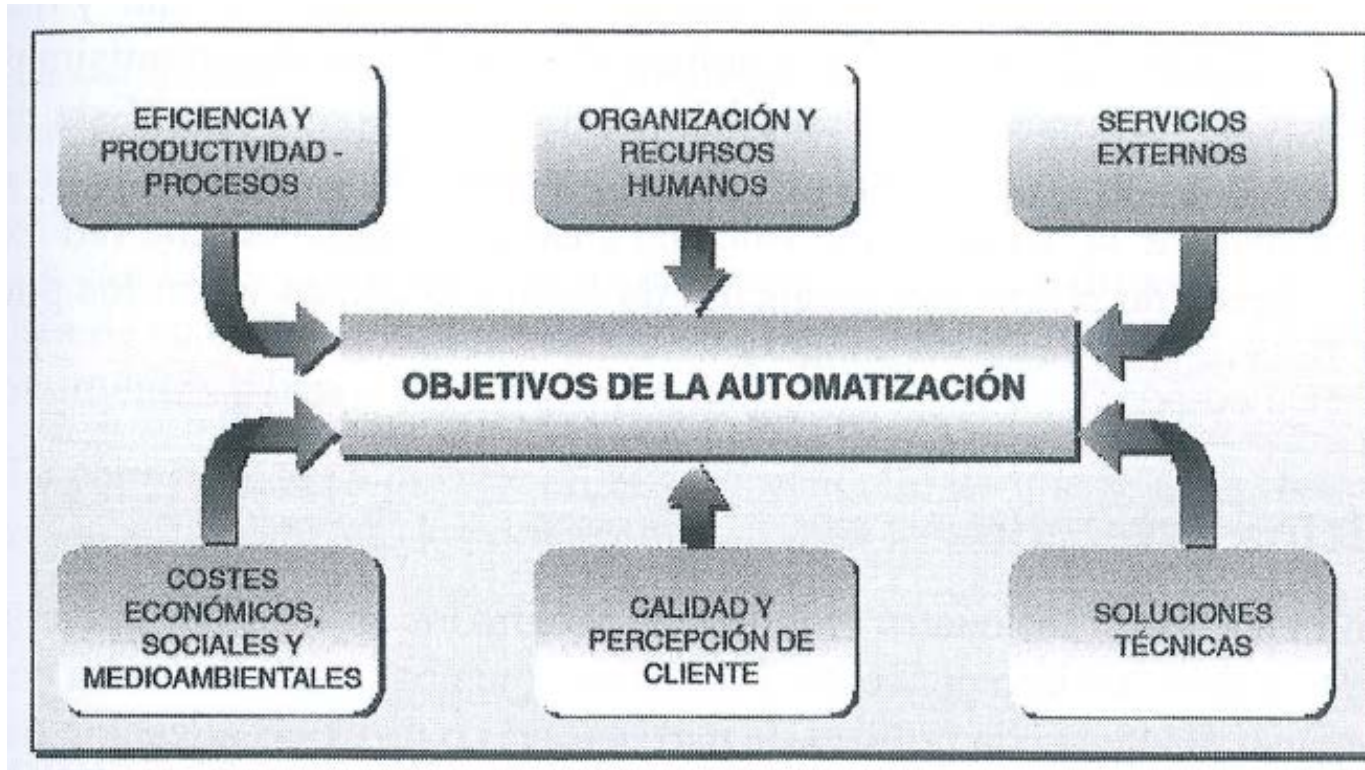 EFICIENCIA Y
PRODUCTIVIDAD -
PROCESOS
ORGANIZACIÓN Y
RECURSOS
HUMANOS
SERVICIOS
EXTERNOS
OBJETIVOS DE LA AUTOMATIZACIÓN
COSTES
ECONÓMICOS,
SOCIALES Y
MEDIOAMBIENTALES
CALIDAD Y
PERCEPCIÓN DE
CLIENTE
SOLUCIONES
TÉCNICAS